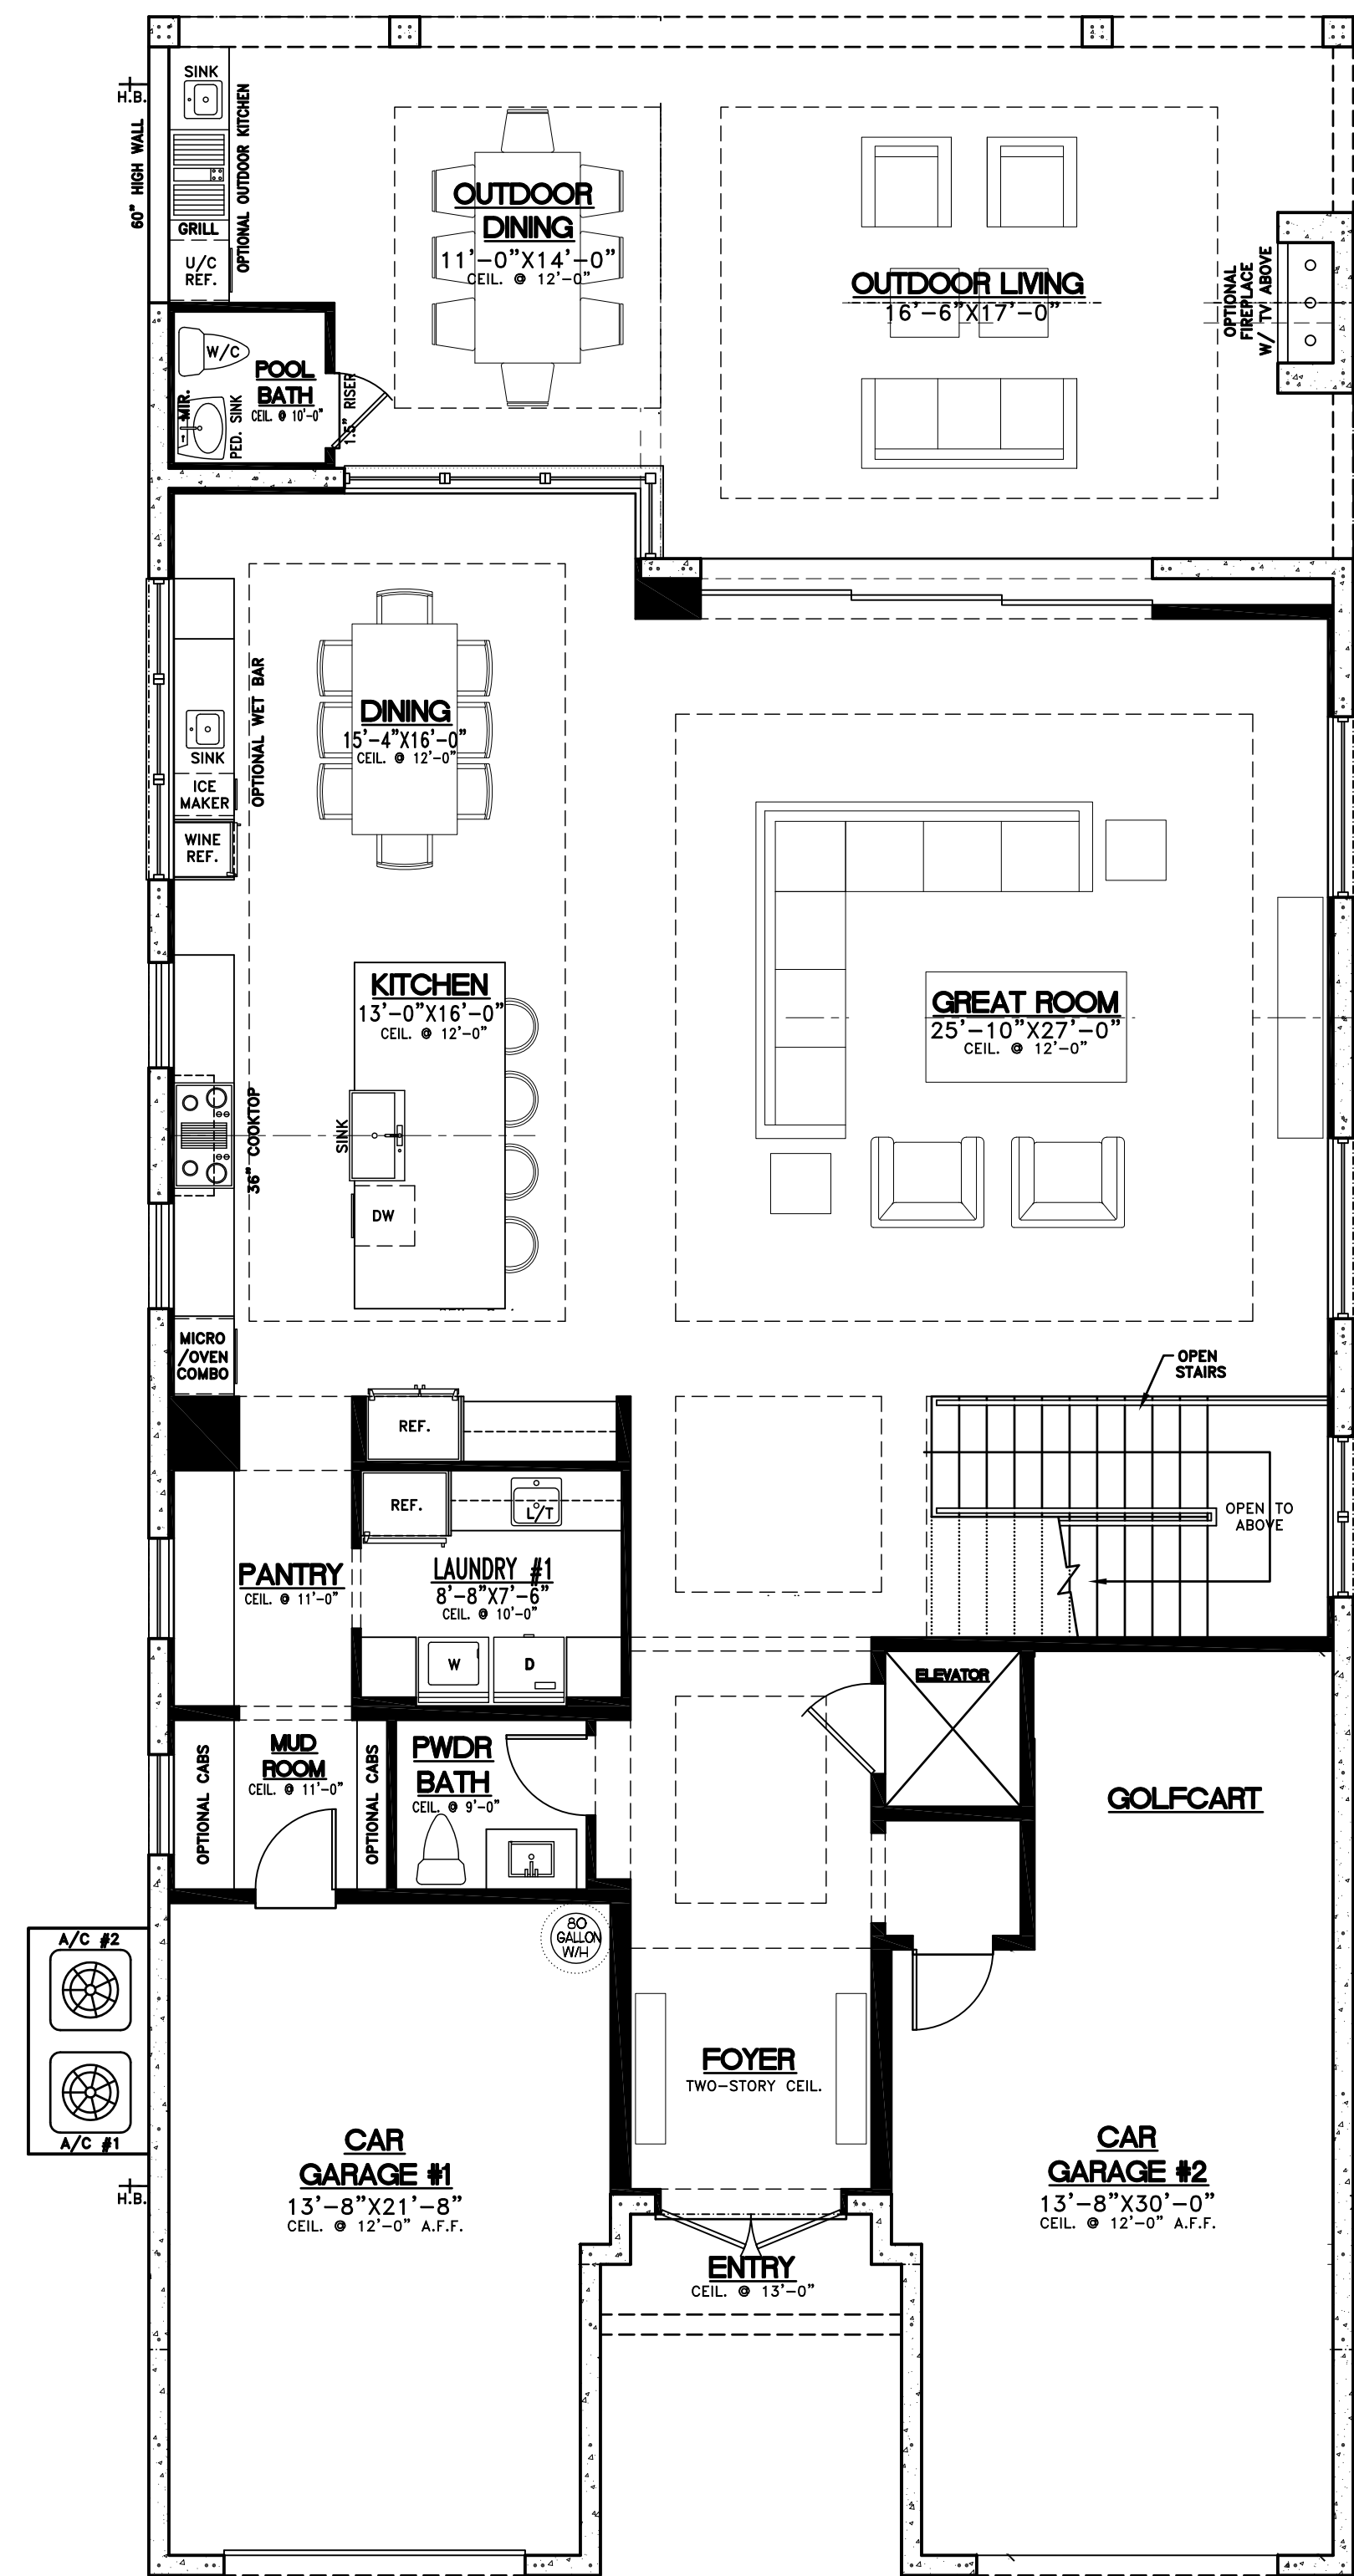 SINK
H.B.
60" HIGH WALL
OPTIONAL OUTDOOR KITCHEN
GRILL
U/C
REF.
OUTDOOR
DINING
11'-0"X14'-0"
CEIL. @ 12'-0"
OUTDOOR LIVING
16'-6"X17'-0"
OPTIONAL
FIREPLACE
W/ TV ABOVE
W/C
POOL
BATH
CEIL. @ 10'-0"
MIR.
PED. SINK
1.5" RISER
DINING
15'-4"X16'-0"
CEIL. @ 12'-0"
OPTIONAL WET BAR
SINK
ICE
MAKER
WINE
REF.
KITCHEN
13'-0"X16'-0"
CEIL. @ 12'-0"
GREAT ROOM
25'-10"X27'-0"
CEIL. @ 12'-0"
36" COOKTOP
SINK
DW
MICRO
/OVEN
COMBO
OPEN
STAIRS
REF.
REF.
L/T
OPEN TO
ABOVE
PANTRY
CEIL. @ 11'-0"
LAUNDRY #1
8'-8"X7'-6"
CEIL. @ 10'-0"
W
D
ELEVATOR
OPTIONAL CABS
MUD
ROOM
CEIL. @ 11'-0"
OPTIONAL CABS
PWDR
BATH
CEIL. @ 9'-0"
GOLFCART
80
GALLON
W/H
A/C #2
A/C #1
H.B.
FOYER
TWO-STORY CEIL.
CAR
GARAGE #1
13'-8"X21'-8"
CEIL. @ 12'-0" A.F.F.
CAR
GARAGE #2
13'-8"X30'-0"
CEIL. @ 12'-0" A.F.F.
ENTRY
CEIL. @ 13'-0"